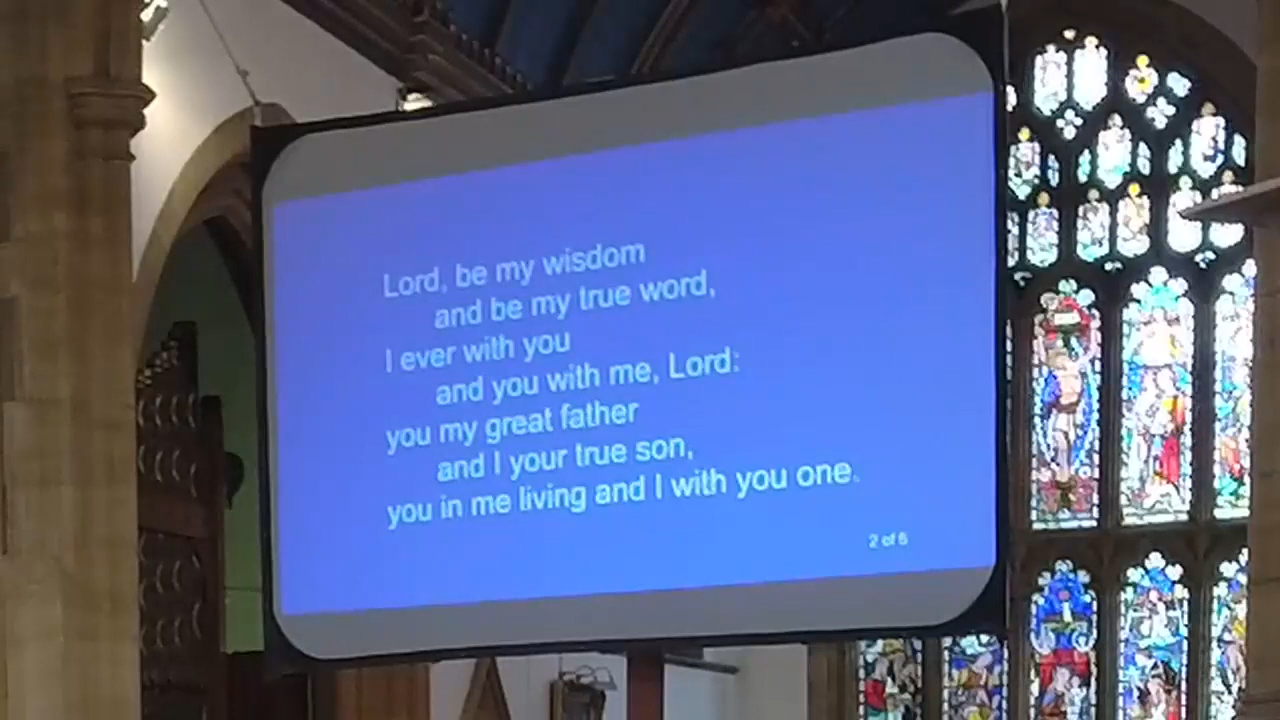 Lord, be my wisdom
and be my true word,
I ever with you
and you with me, Lord:
you my great father
and I your true son,
you in me living and I with you one.
2 of 6